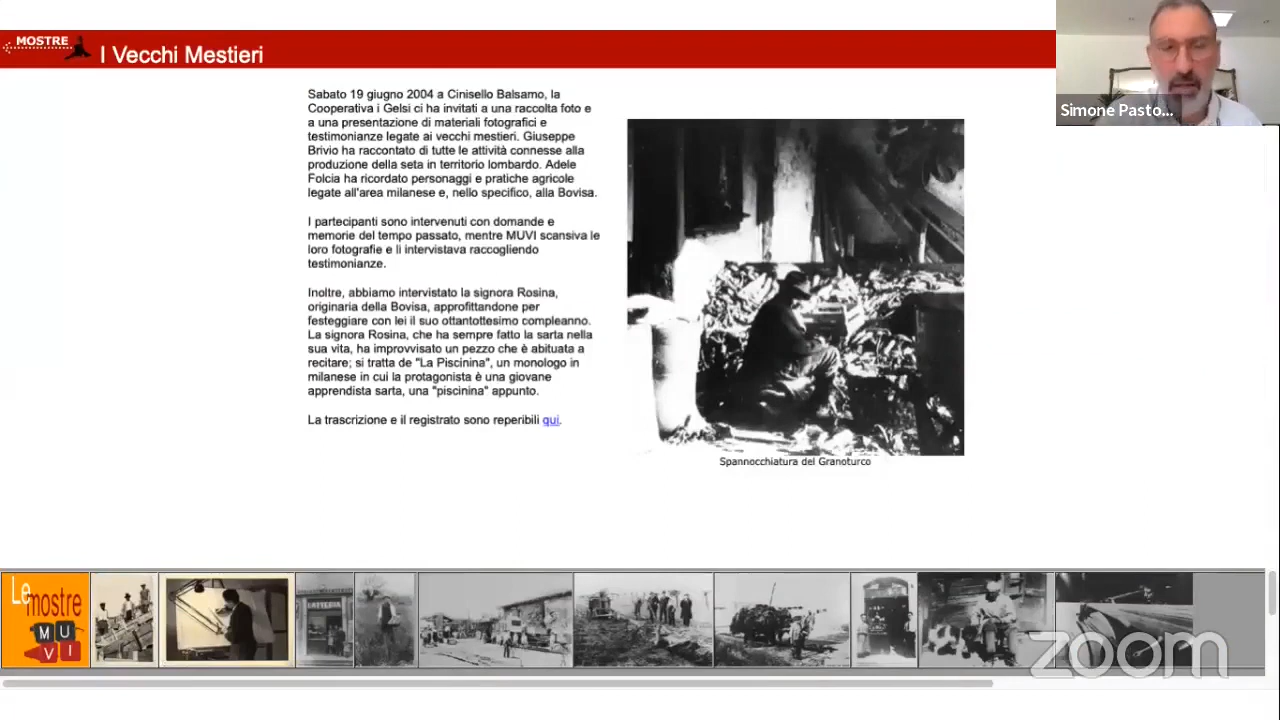 MOSTRE
I Vecchi Mestieri
Simone Pasto...
Sabato 19 giugno 2004 a Cinisello Balsamo, la
Cooperativa i Gelsi ci ha invitati a una raccolta foto e
a una presentazione di materiali fotografici e
testimonianze legate ai vecchi mestieri. Giuseppe
Brivio ha raccontato di tutte le attività connesse alla
produzione della seta in territorio lombardo. Adele
Folcia ha ricordato personaggi e pratiche agricole
legate all'area milanese e, nello specifico, alla Bovisa.
I partecipanti sono intervenuti con domande e
memorie del tempo passato, mentre MUVI scansiva le
loro fotografie e li intervistava raccogliendo
testimonianze.
Inoltre, abbiamo intervistato la signora Rosina,
originaria della Bovisa, approfittandone per
festeggiare con lei il suo ottantottesimo compleanno.
La signora Rosina, che ha sempre fatto la sarta nella
sua vita, ha improvvisato un pezzo che è abituata a
recitare; si tratta de "La Piscinina", un monologo in
milanese in cui la protagonista è una giovane
apprendista sarta, una "piscinina" appunto.
La trascrizione e il registrato sono reperibili qui.
Spannocchiatura del Granoturco
Le
mostre
MU
VI
LATTERIA
zoom